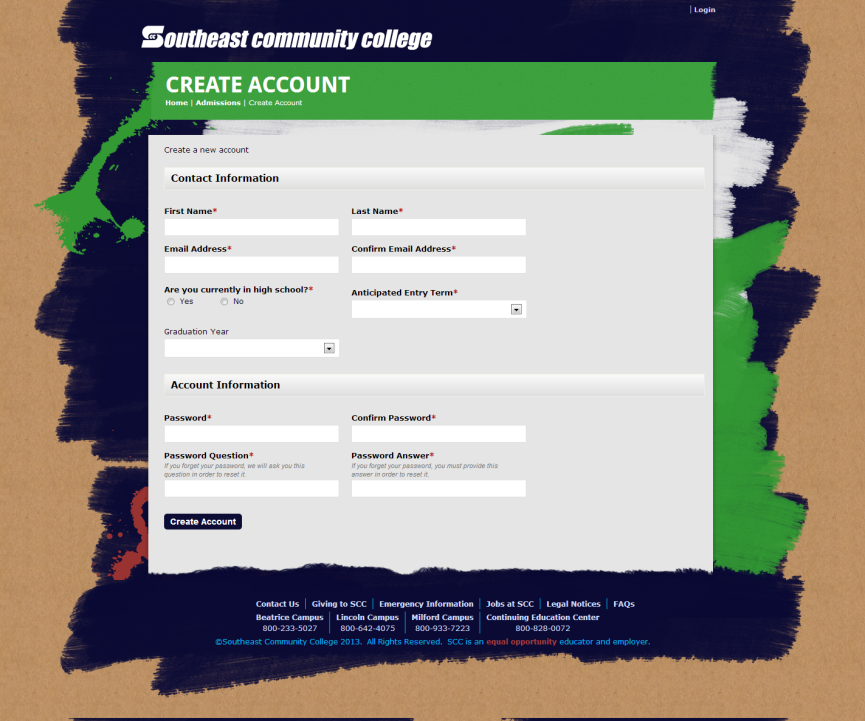 | Login
SCC Southeast community college
CREATE ACCOUNT
Home | Admissions | Create Account
Create a new account
Contact Information
First Name* Last Name*
Email Address* Confirm Email Address*
Are you currently in high school?* Anticipated Entry Term*
Yes No
Graduation Year
Account Information
Password* Confirm Password*
Password Question* Password Answer*
If you forget your password, we will ask you this If you forget your password, you must provide this
question in order to reset it. answer in order to reset it.
Create Account
Contact Us | Giving to SCC | Emergency Information | Jobs at SCC | Legal Notices | FAQs
Beatrice Campus | Lincoln Campus | Milford Campus | Continuing Education Center
800-233-5027 800-642-4075 800-933-7223 800-828-0072
©Southeast Community College 2013. All Rights Reserved. SCC is an equal opportunity educator and employer.